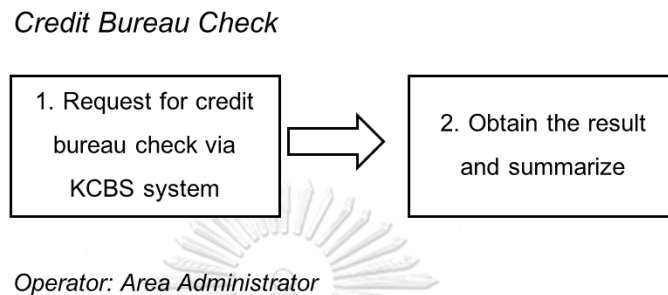 Credit Bureau Check
1. Request for credit
bureau check via
KCBS system
2. Obtain the result
and summarize
Operator: Area Administrator